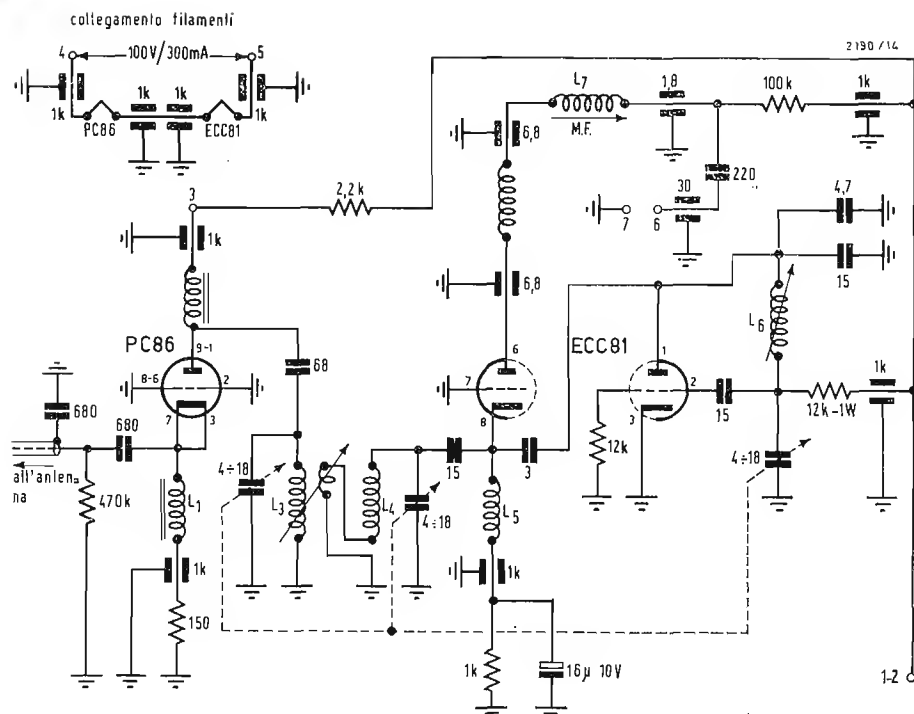 collegamento filamenti
4
100V/300mA
5
2190/14
1k
1k
1k
1k
PC86
ECC81
L7
M.F.
1,8
100k
1k
6,8
220
3
2,2k
30
4,7
1k
7
6
6,8
15
L6
PC86
9-1
68
6
ECC81
1
8-6
2
7
2
1k
680
680
7
3
8
3
15
12k-1W
all'anten-
na
470k
L1
4÷18
L3
L4
15
3
12k
4÷18
4÷18
L5
1k
1k
150
1k
16µ 10V
1-2